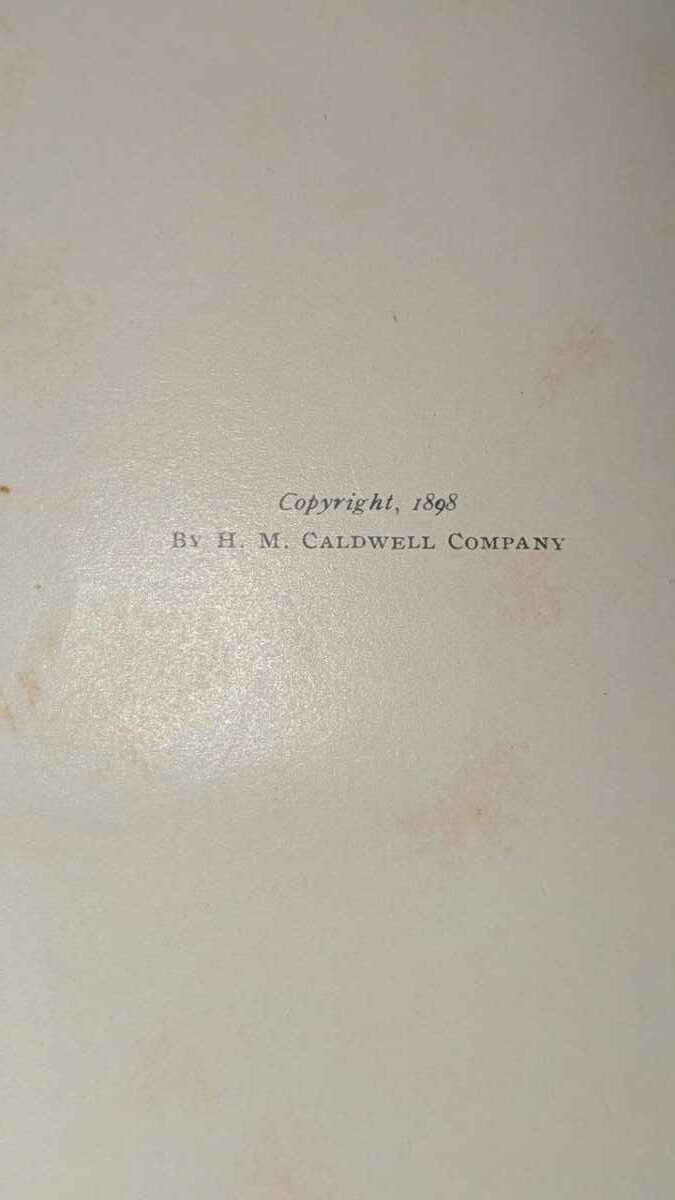 Copyright, 1898
By H. M. Caldwell Company